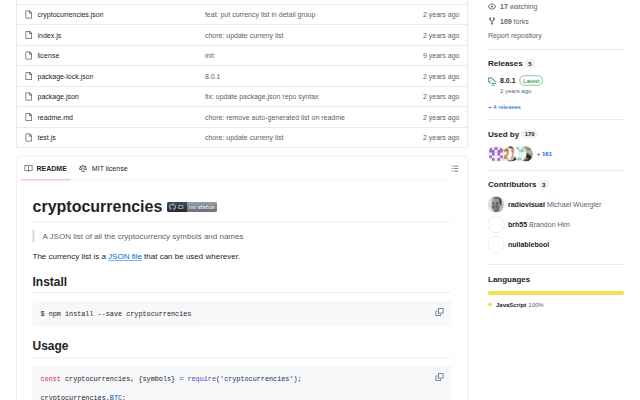 cryptocurrencies.json feat: put currency list in detail group 2 years ago
index.js chore: update curreny list 2 years ago
license init 9 years ago
package-lock.json 8.0.1 2 years ago
package.json fix: update package.json repo syntax 2 years ago
readme.md chore: remove auto-generated list on readme 2 years ago
test.js chore: update curreny list 2 years ago
README MIT license
cryptocurrencies CI no status
A JSON list of all the cryptocurrency symbols and names.
The currency list is a JSON file that can be used wherever.
Install
$ npm install --save cryptocurrencies
Usage
const cryptocurrencies, {symbols} = require('cryptocurrencies');
cryptocurrencies.BTC;
17 watching
109 forks
Report repository
Releases 5
8.0.1 Latest
2 years ago
+ 4 releases
Used by 170
+ 161
Contributors 3
radiovisual Michael Wuergler
brh55 Brandon Him
nullablebool
Languages
JavaScript 100%